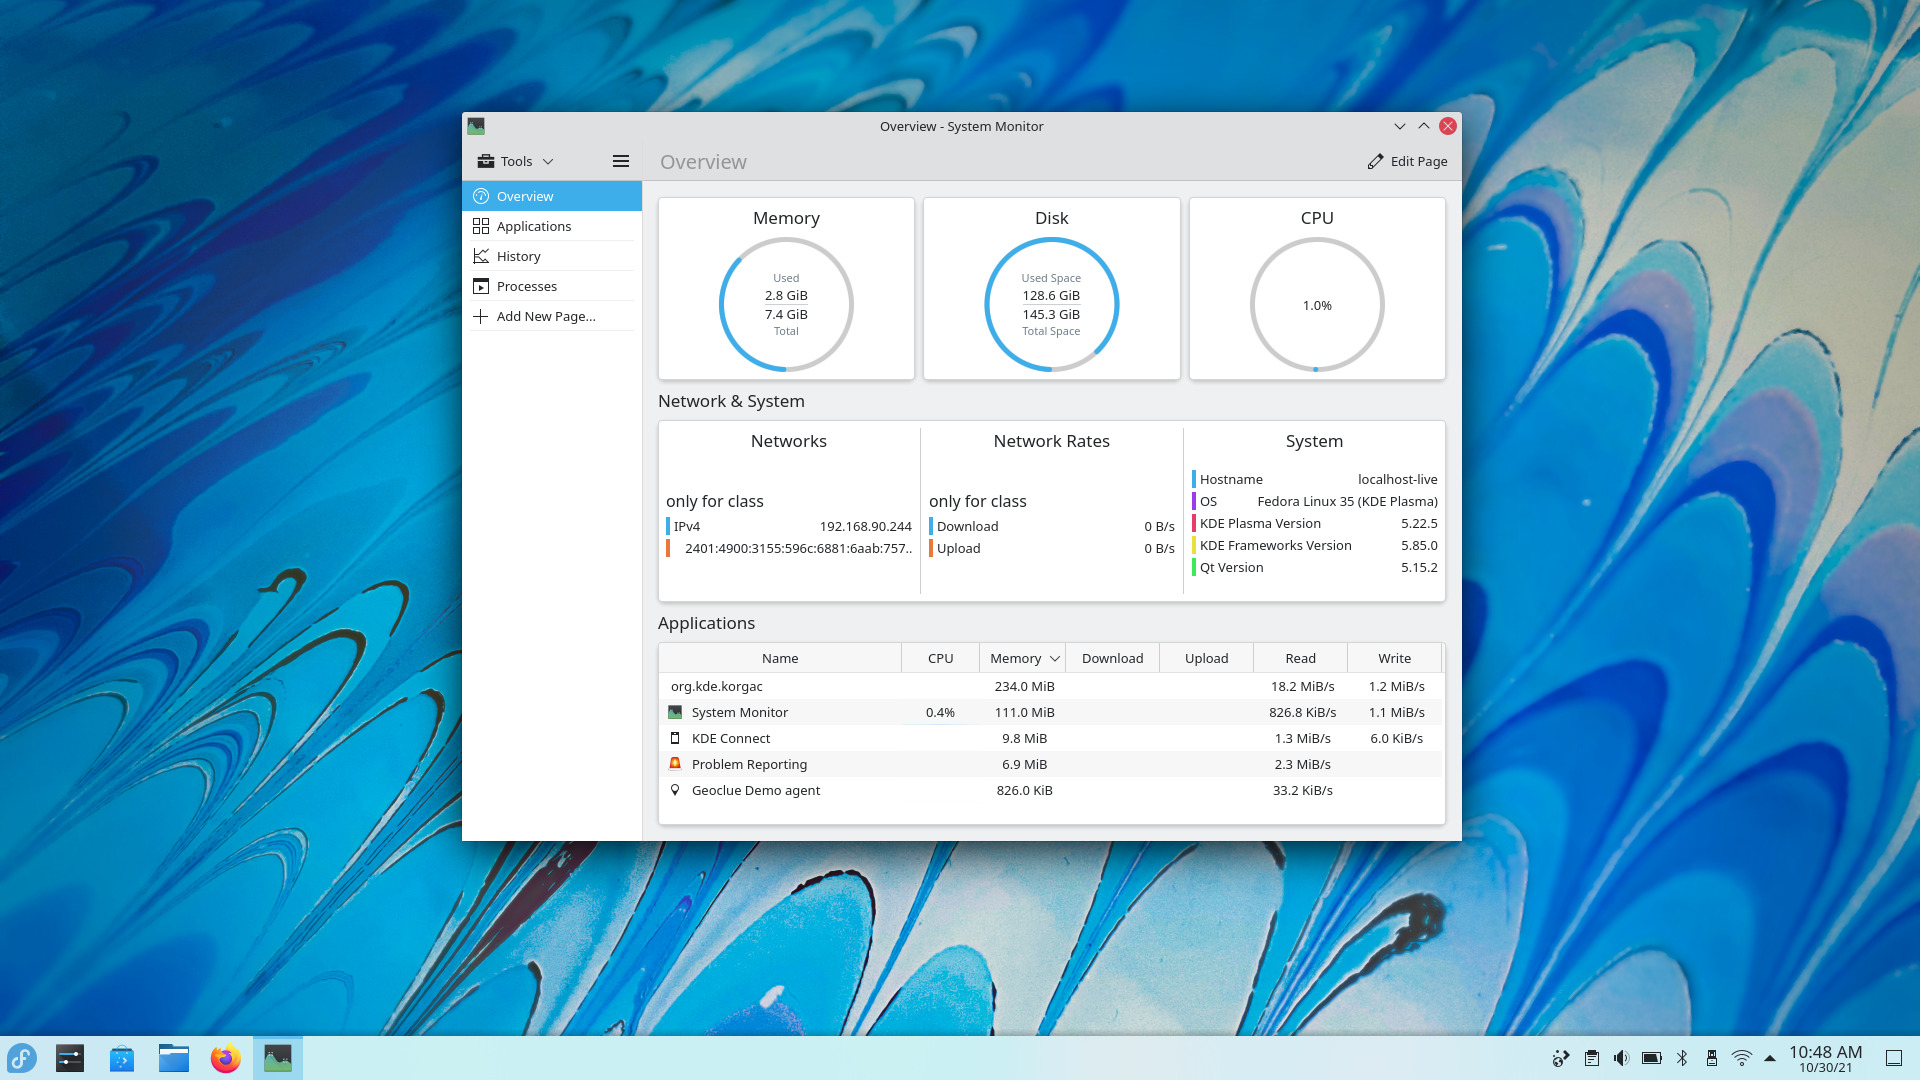 Overview - System Monitor
Tools
Overview
Edit Page
Overview
Applications
History
Processes
Add New Page...
Memory
Used
2.8 GiB
7.4 GiB
Total
Disk
Used Space
128.6 GiB
145.3 GiB
Total Space
CPU
1.0%
Network & System
Networks
only for class
IPv4 192.168.90.244
2401:4900:3155:596c:6881:6aab:757..
Network Rates
only for class
Download 0 B/s
Upload 0 B/s
System
Hostname localhost-live
OS Fedora Linux 35 (KDE Plasma)
KDE Plasma Version 5.22.5
KDE Frameworks Version 5.85.0
Qt Version 5.15.2
Applications
Name CPU Memory Download Upload Read Write
org.kde.korgac 234.0 MiB 18.2 MiB/s 1.2 MiB/s
System Monitor 0.4% 111.0 MiB 826.8 KiB/s 1.1 MiB/s
KDE Connect 9.8 MiB 1.3 MiB/s 6.0 KiB/s
Problem Reporting 6.9 MiB 2.3 MiB/s
Geoclue Demo agent 826.0 KiB 33.2 KiB/s
10:48 AM
10/30/21